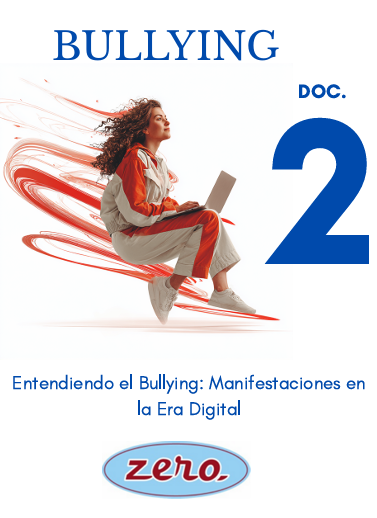 BULLYING
DOC.
2
Entendiendo el Bullying: Manifestaciones en
la Era Digital
zero.